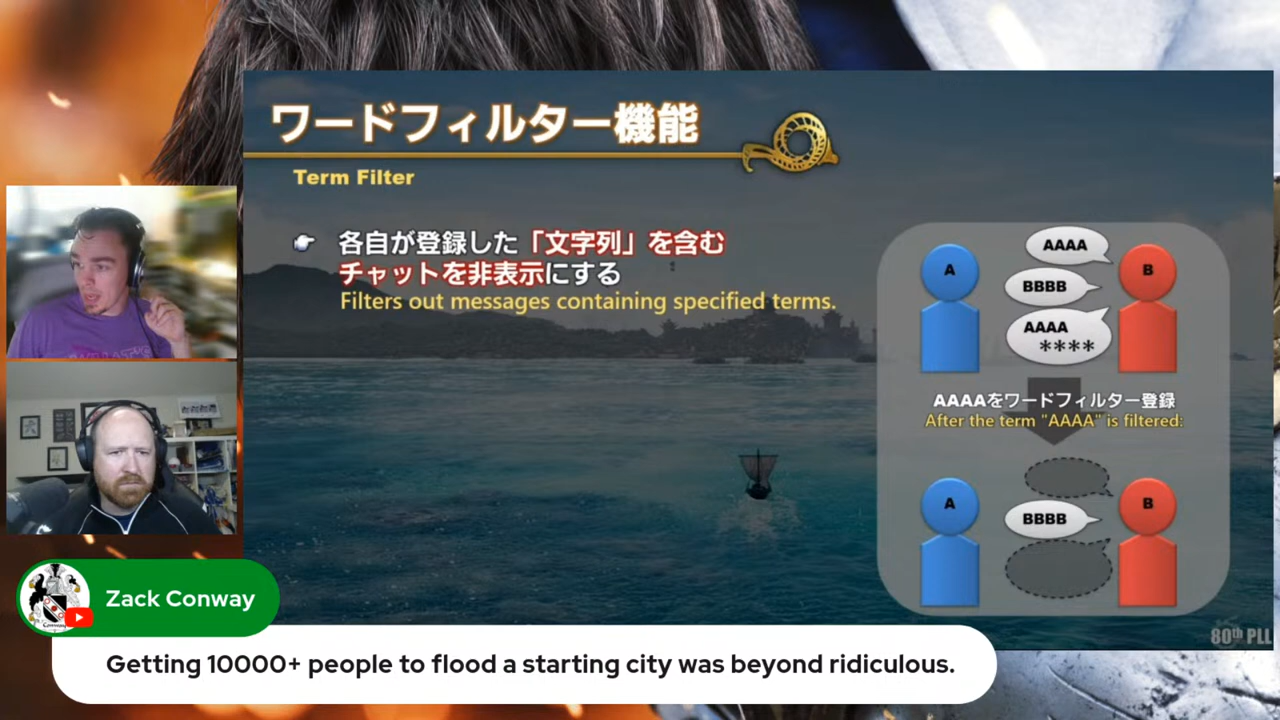 ワードフィルター機能
Term Filter
各自が登録した「文字列」を含む
チャットを非表示にする
Filters out messages containing specified terms.
A
AAAA
BBBB
AAAA
****
B
AAAAをワードフィルター登録
After the term "AAAA" is filtered:
A
BBBB
B
80th PLL
Zack Conway
Getting 10000+ people to flood a starting city was beyond ridiculous.